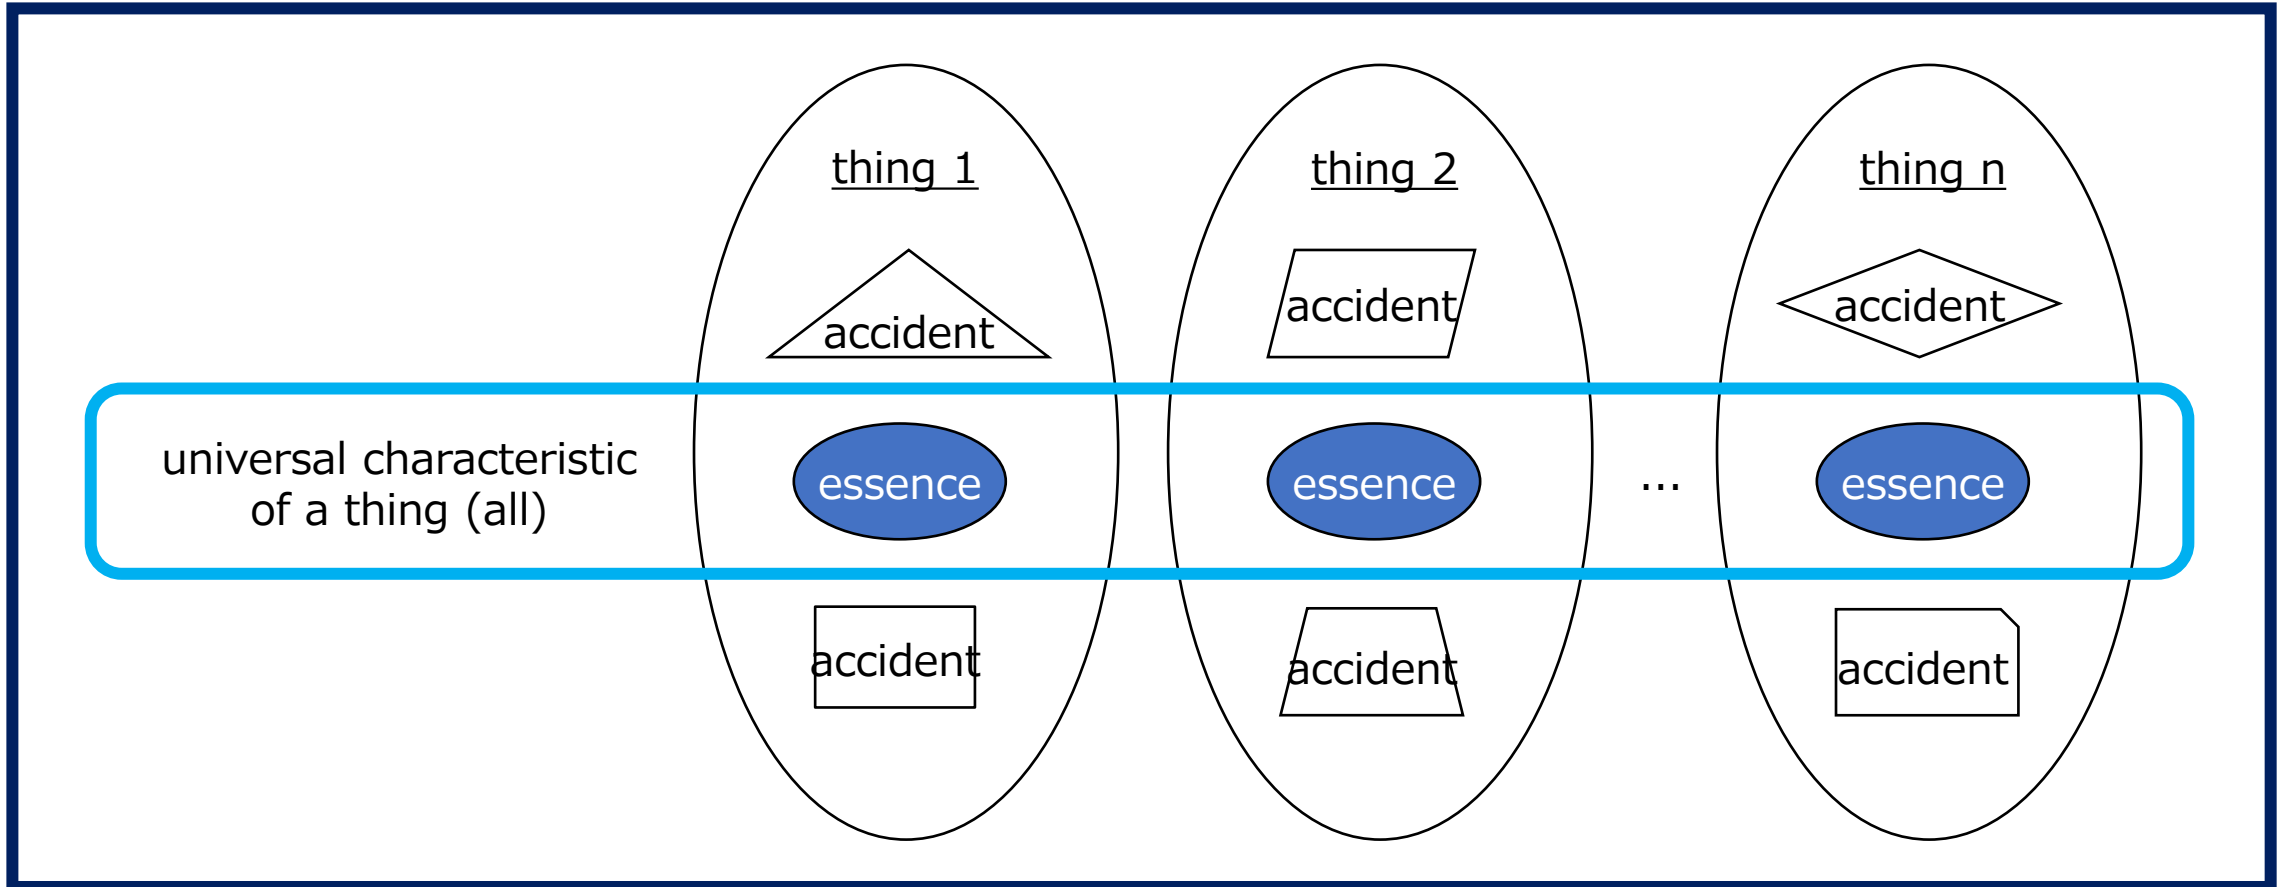 thing 1
thing 2
thing n
accident
accident
accident
universal characteristic
of a thing (all)
essence
essence
...
essence
accident
accident
accident